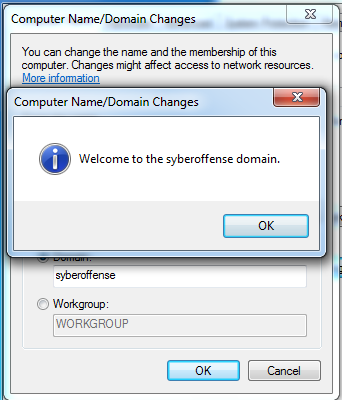 Computer Name/Domain Changes
You can change the name and the membership of this
computer. Changes might affect access to network resources.
More information
Computer Name/Domain Changes
Welcome to the syberoffense domain.
OK
Domain:
syberoffense
Workgroup:
WORKGROUP
OK Cancel